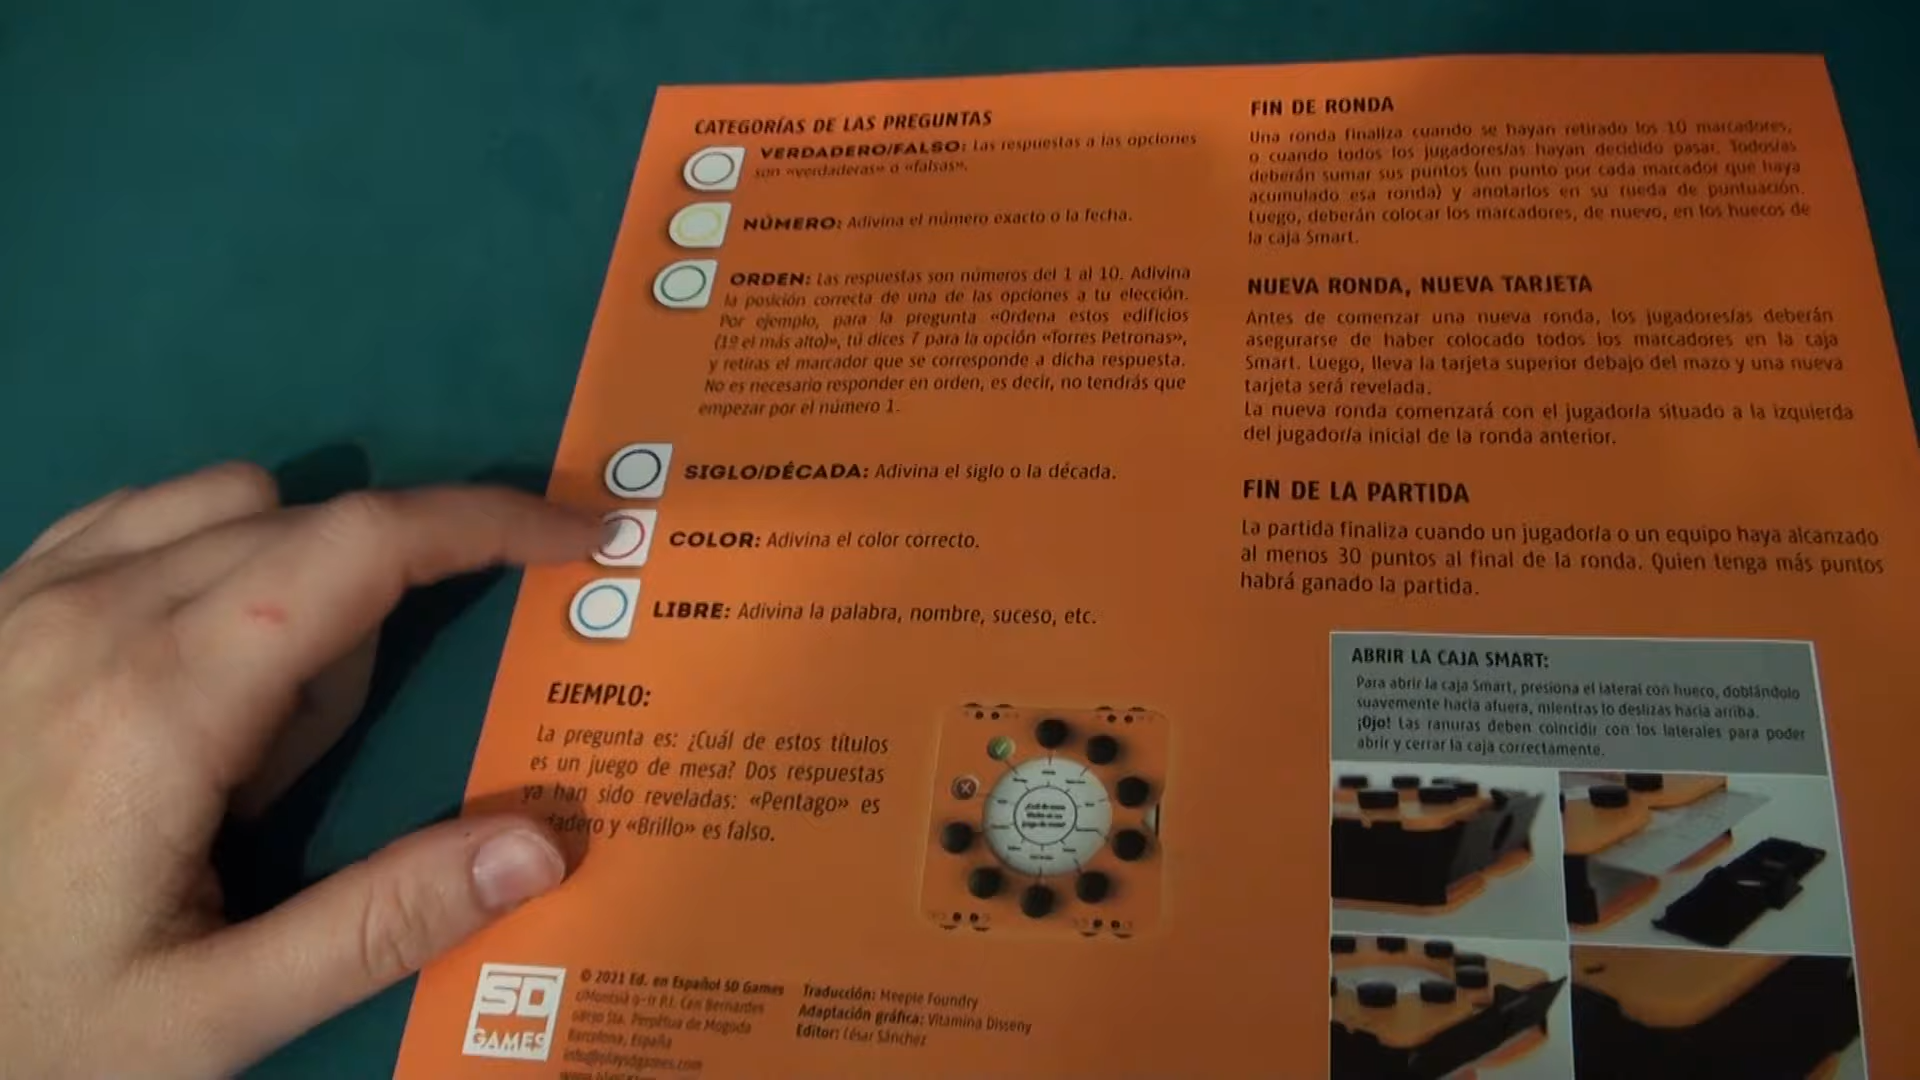 CATEGORÍAS DE LAS PREGUNTAS
VERDADERO/FALSO: Las respuestas a las opciones
son «verdaderas» o «falsas».
NÚMERO: Adivina el número exacto o la fecha.
ORDEN: Las respuestas son números del 1 al 10. Adivina
la posición correcta de una de las opciones a tu elección.
Por ejemplo, para la pregunta «Ordena estos edificios
(1º el más alto)», tú dices 7 para la opción «Torres Petronas»,
y retiras el marcador que se corresponde a dicha respuesta.
No es necesario responder en orden, es decir, no tendrás que
empezar por el número 1.
SIGLO/DÉCADA: Adivina el siglo o la década.
COLOR: Adivina el color correcto.
LIBRE: Adivina la palabra, nombre, suceso, etc.
EJEMPLO:
La pregunta es: ¿Cuál de estos títulos
es un juego de mesa? Dos respuestas
ya han sido reveladas: «Pentago» es
dadero y «Brillo» es falso.
SD
GAMES
© 2021 Ed. en Español SD Games
Barcelona, España
info@playsdgames.com
Traducción: Meeple Foundry
Adaptación gráfica: Vitamina Disseny
Editor: César Sánchez
FIN DE RONDA
Una ronda finaliza cuando se hayan retirado los 10 marcadores,
o cuando todos los jugadores/as hayan decidido pasar. Todos/as
deberán sumar sus puntos (un punto por cada marcador que haya
acumulado esa ronda) y anotarlos en su rueda de puntuación.
Luego, deberán colocar los marcadores, de nuevo, en los huecos de
la caja Smart.
NUEVA RONDA, NUEVA TARJETA
Antes de comenzar una nueva ronda, los jugadores/as deberán
asegurarse de haber colocado todos los marcadores en la caja
Smart. Luego, lleva la tarjeta superior debajo del mazo y una nueva
tarjeta será revelada.
La nueva ronda comenzará con el jugador/a situado a la izquierda
del jugador/a inicial de la ronda anterior.
FIN DE LA PARTIDA
La partida finaliza cuando un jugador/a o un equipo haya alcanzado
al menos 30 puntos al final de la ronda. Quien tenga más puntos
habrá ganado la partida.
ABRIR LA CAJA SMART:
Para abrir la caja Smart, presiona el lateral con hueco, doblándolo
suavemente hacia afuera, mientras lo deslizas hacia arriba.
¡Ojo! Las ranuras deben coincidir con los laterales para poder
abrir y cerrar la caja correctamente.